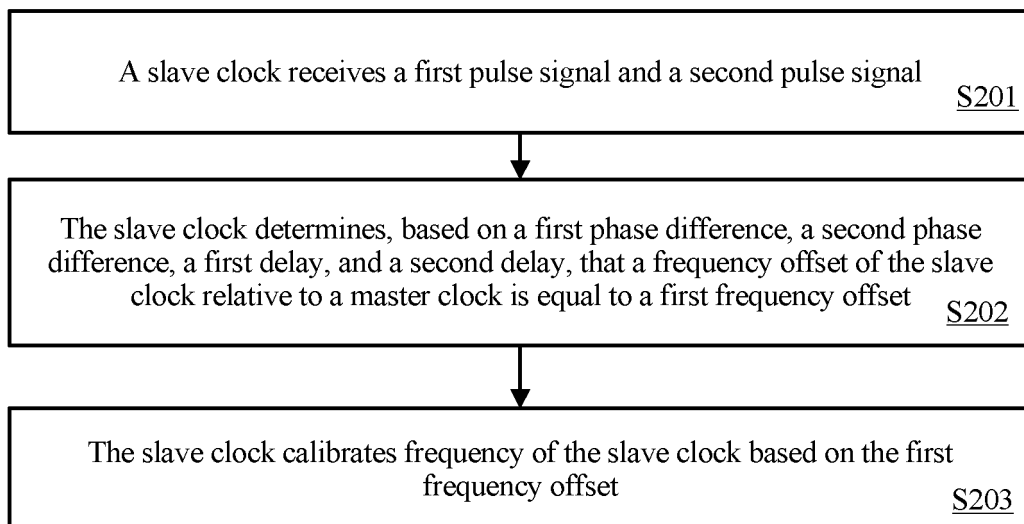 A slave clock receives a first pulse signal and a second pulse signal
S201
The slave clock determines, based on a first phase difference, a second phase
difference, a first delay, and a second delay, that a frequency offset of the slave
clock relative to a master clock is equal to a first frequency offset
S202
The slave clock calibrates frequency of the slave clock based on the first
frequency offset
S203